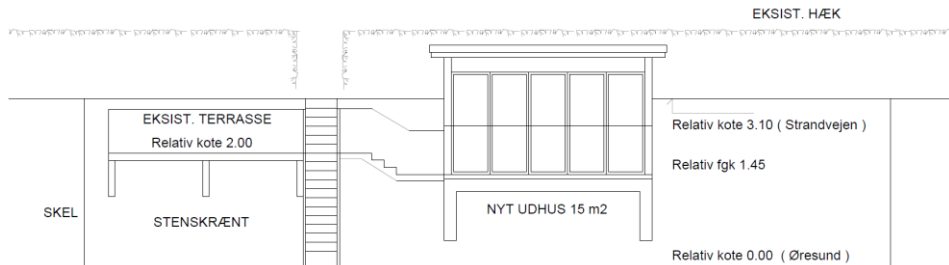 EKSIST. HÆK
EKSIST. TERRASSE
Relativ kote 2.00
Relativ kote 3.10 ( Strandvejen )
Relativ fgk 1.45
SKEL
STENSKRÆNT
NYT UDHUS 15 m2
Relativ kote 0.00 ( Øresund )